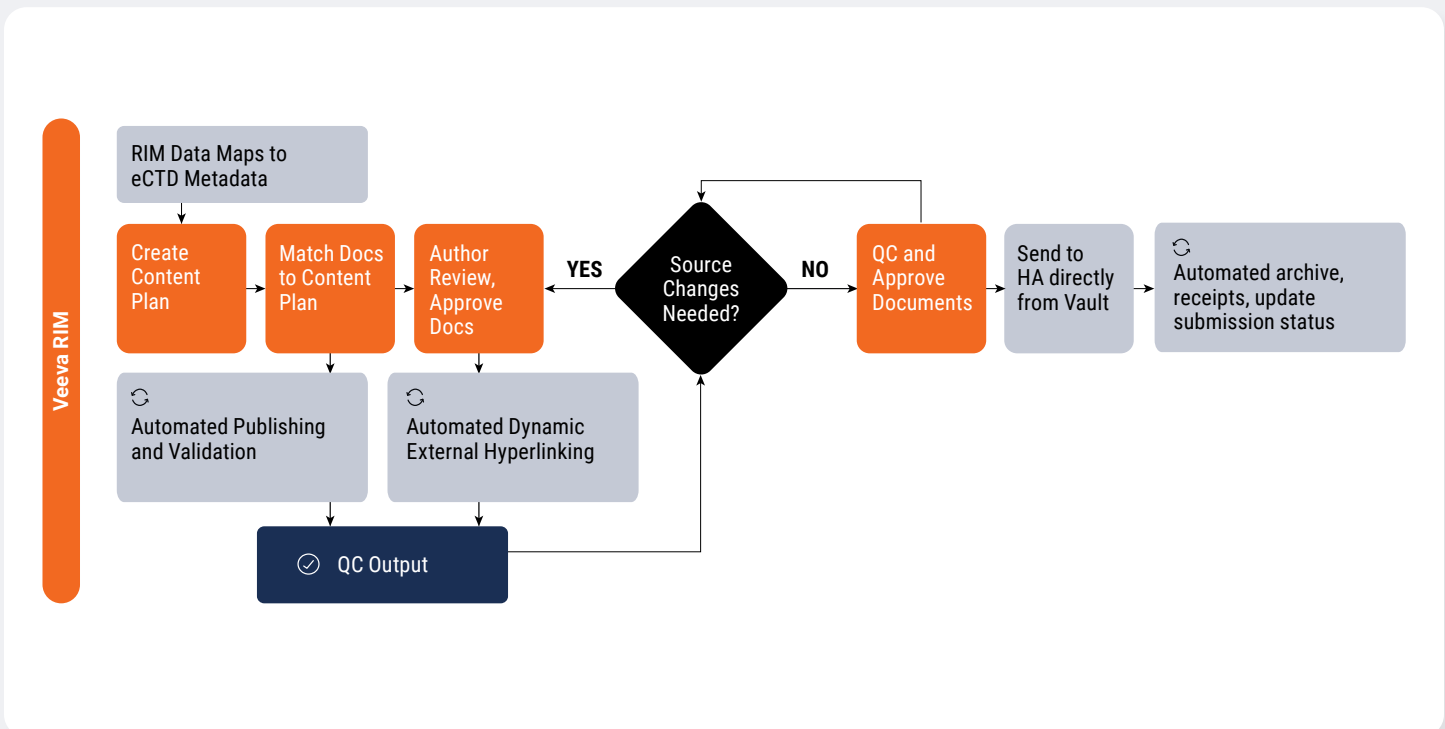 Veeva RIM
RIM Data Maps to
eCTD Metadata
Create
Content
Plan
Match Docs
to Content
Plan
Author
Review,
Approve
Docs
YES
Source
Changes
Needed?
NO
QC and
Approve
Documents
Send to
HA directly
from Vault
Automated archive,
receipts, update
submission status
Automated Publishing
and Validation
Automated Dynamic
External Hyperlinking
QC Output